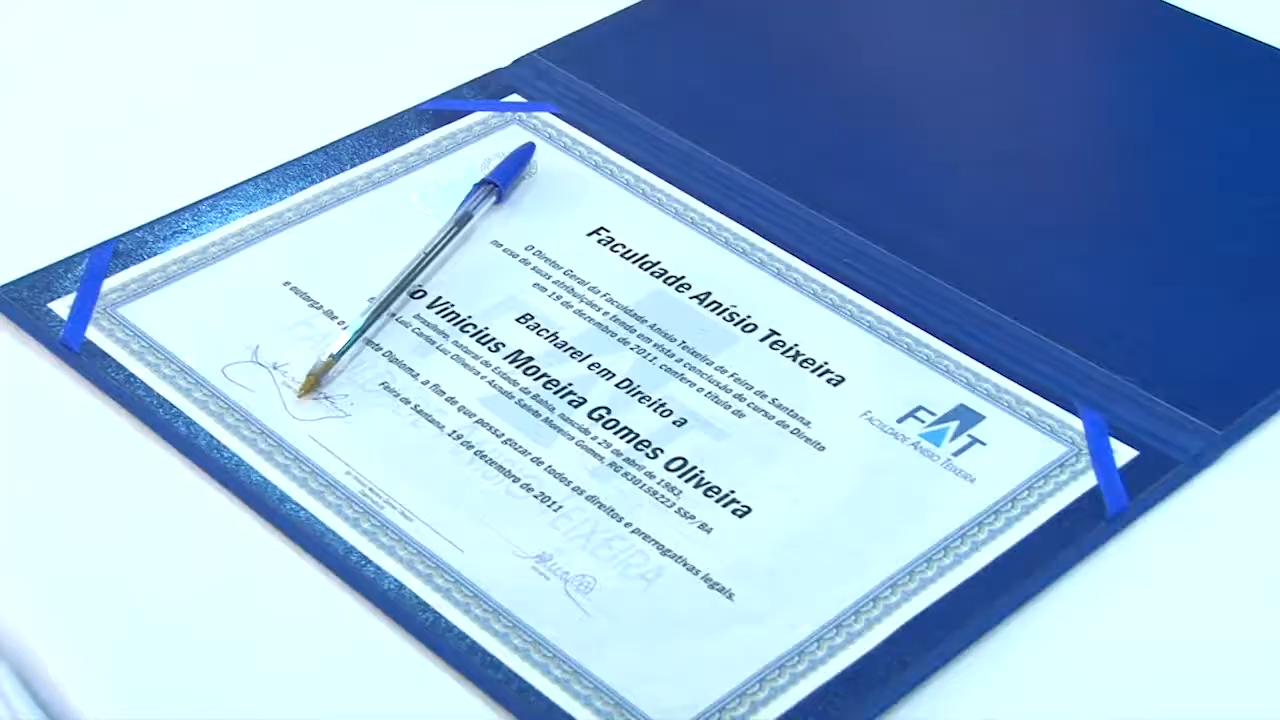 Faculdade Anísio Teixeira
O Diretor Geral da Faculdade Anísio Teixeira de Feira de Santana,
no uso de suas atribuições e tendo em vista a conclusão do curso de Direito
em 19 de dezembro de 2011, confere o título de
Bacharel em Direito a
o Vinicius Moreira Gomes Oliveira
brasileiro, natural do Estado da Bahia, nascido a 29 de abril de 1983,
Luiz Carlos Luz Oliveira e Moreira Gomes, RG 830159223 SSP/BA
e outorga-lhe o Diploma, a fim de que possa gozar de todos os direitos e prerrogativas legais.
Feira de Santana, 19 de dezembro de 2011
FAT
FACULDADE ANÍSIO TEIXEIRA